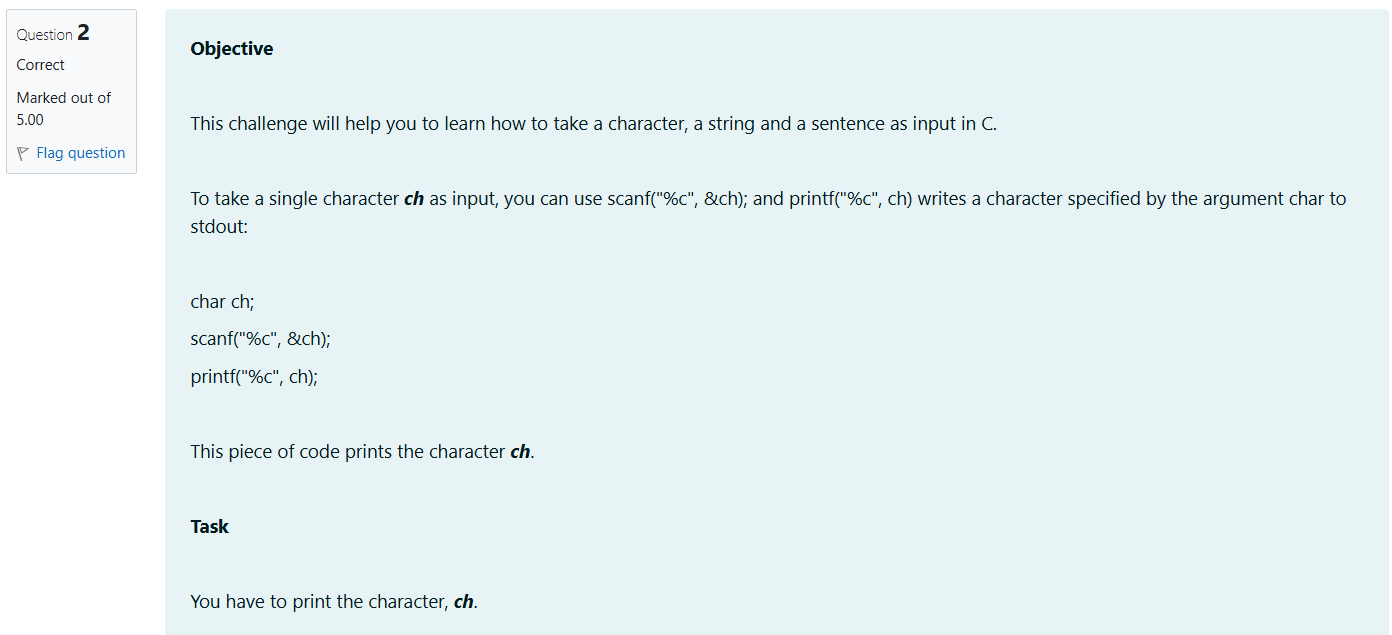 Question 2
Correct
Marked out of
5.00
Flag question
Objective
This challenge will help you to learn how to take a character, a string and a sentence as input in C.
To take a single character ch as input, you can use scanf("%c", &ch); and printf("%c", ch) writes a character specified by the argument char to
stdout:
char ch;
scanf("%c", &ch);
printf("%c", ch);
This piece of code prints the character ch.
Task
You have to print the character, ch.